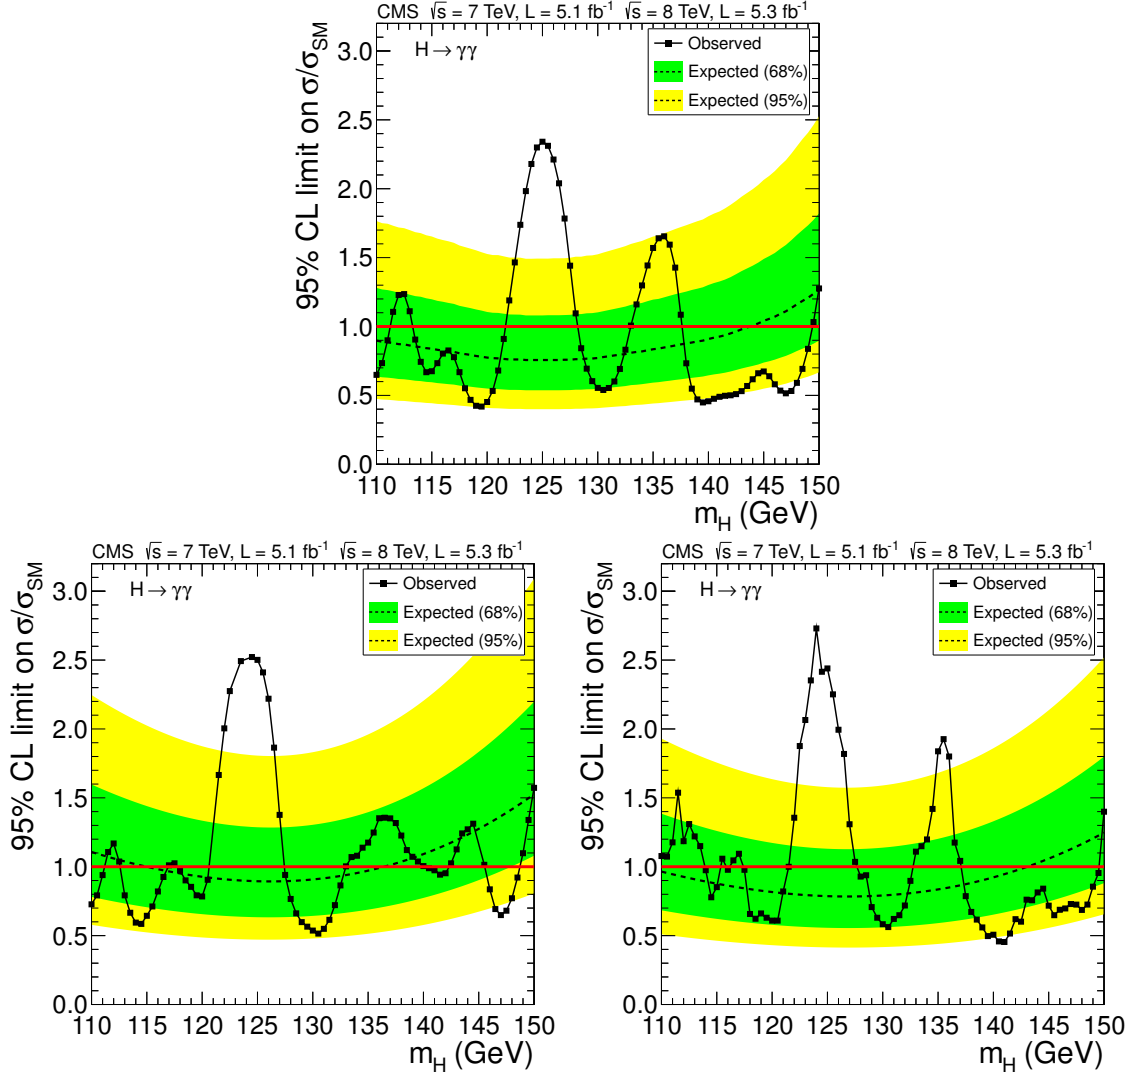 CMS √s = 7 TeV, L = 5.1 fb⁻¹ √s = 8 TeV, L = 5.3 fb⁻¹
H → γγ
Observed
Expected (68%)
Expected (95%)
95% CL limit on σ/σ_SM
3.0
2.5
2.0
1.5
1.0
0.5
0.0
110 115 120 125 130 135 140 145 150
m_H (GeV)
CMS √s = 7 TeV, L = 5.1 fb⁻¹ √s = 8 TeV, L = 5.3 fb⁻¹
H → γγ
Observed
Expected (68%)
Expected (95%)
95% CL limit on σ/σ_SM
3.0
2.5
2.0
1.5
1.0
0.5
0.0
110 115 120 125 130 135 140 145 150
m_H (GeV)
CMS √s = 7 TeV, L = 5.1 fb⁻¹ √s = 8 TeV, L = 5.3 fb⁻¹
H → γγ
Observed
Expected (68%)
Expected (95%)
95% CL limit on σ/σ_SM
3.0
2.5
2.0
1.5
1.0
0.5
0.0
110 115 120 125 130 135 140 145 150
m_H (GeV)